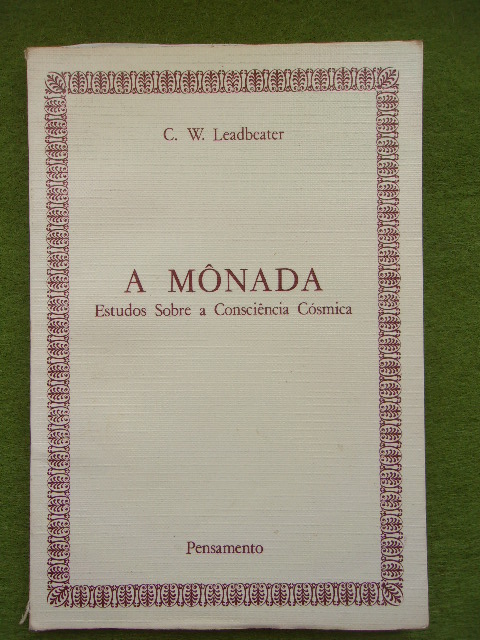 C. W. Leadbeater
A MÔNADA
Estudos Sobre a Consciência Cósmica
Pensamento